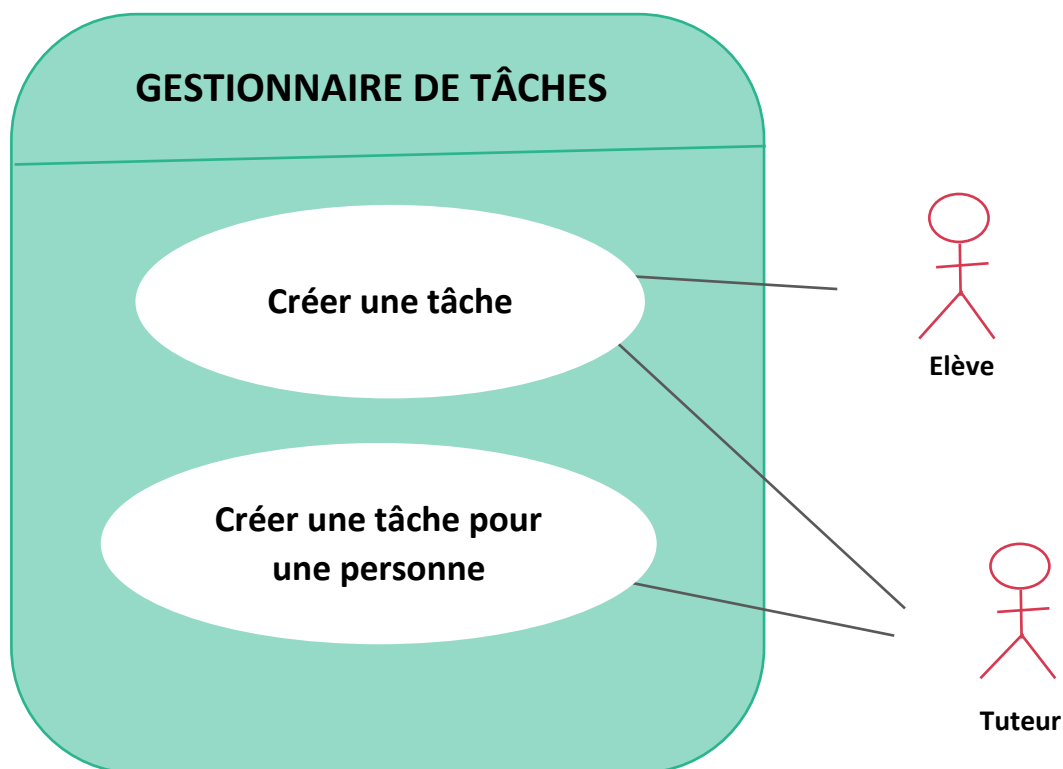 GESTIONNAIRE DE TÂCHES
Créer une tâche
Elève
Créer une tâche pour
une personne
Tuteur